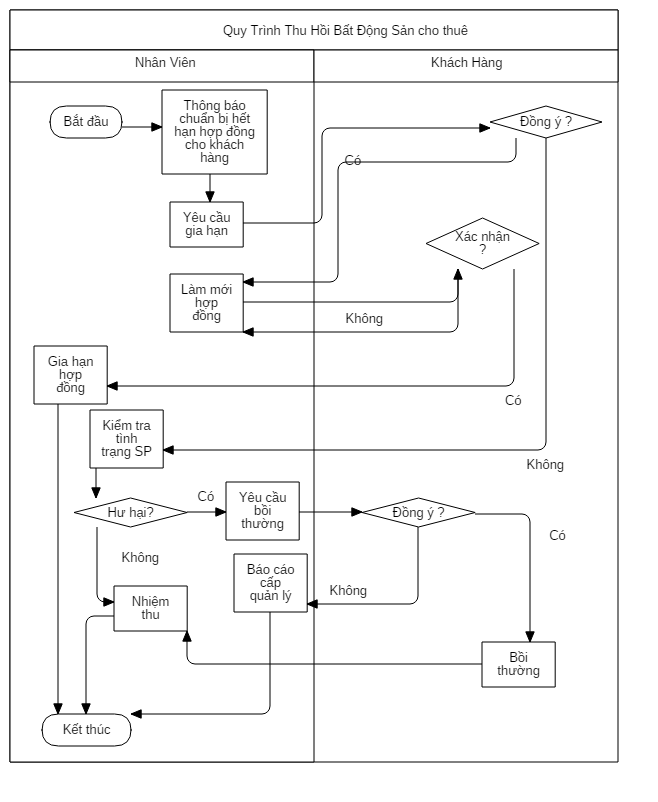 Quy Trình Thu Hồi Bất Động Sản cho thuê
Nhân Viên
Khách Hàng
Bắt đầu
Thông báo
chuẩn bị hết
hạn hợp đồng
cho khách
hàng
Đồng ý ?
Có
Yêu cầu
gia hạn
Xác nhận
?
Làm mới
hợp
đồng
Không
Gia hạn
hợp
đồng
Có
Kiểm tra
tình
trạng SP
Không
Hư hại?
Có
Yêu cầu
bồi
thường
Đồng ý ?
Có
Không
Báo cáo
cấp
quản lý
Không
Nhiệm
thu
Bồi
thường
Kết thúc